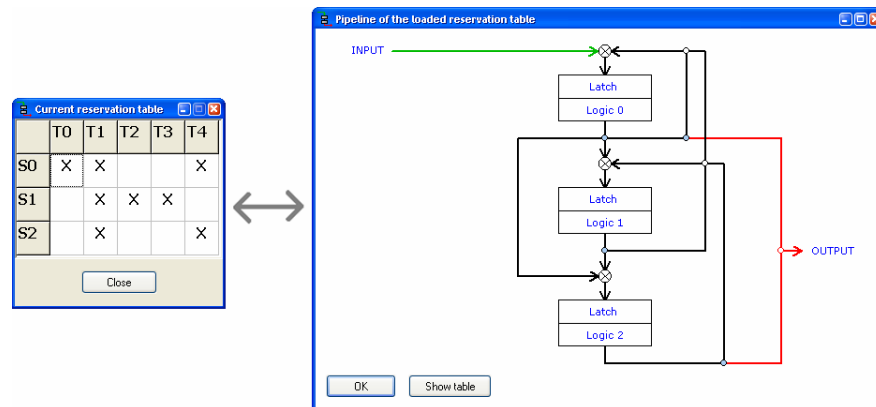 Current reservation table
T0 T1 T2 T3 T4
S0 X X X
S1 X X X
S2 X X
Close
Pipeline of the loaded reservation table
INPUT
Latch
Logic 0
Latch
Logic 1
OUTPUT
Latch
Logic 2
OK Show table